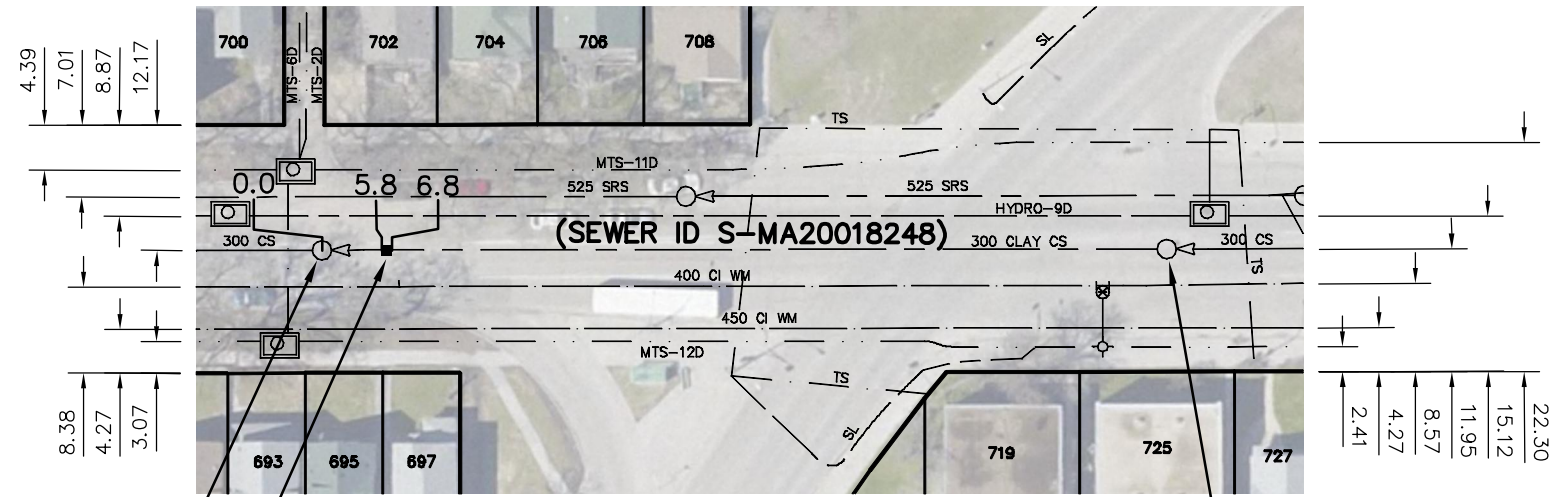 700
702
704
706
708
MTS-6D
MTS-2D
SL
4.39
7.01
8.87
12.17
TS
MTS-11D
0.0
5.8
6.8
525 SRS
525 SRS
HYDRO-9D
(SEWER ID S-MA20018248)
300 CS
300 CLAY CS
300 CS
TS
400 CI WM
450 CI WM
MTS-12D
TS
SL
8.38
4.27
3.07
693
695
697
719
725
727
2.41
4.27
8.57
11.95
15.12
22.30